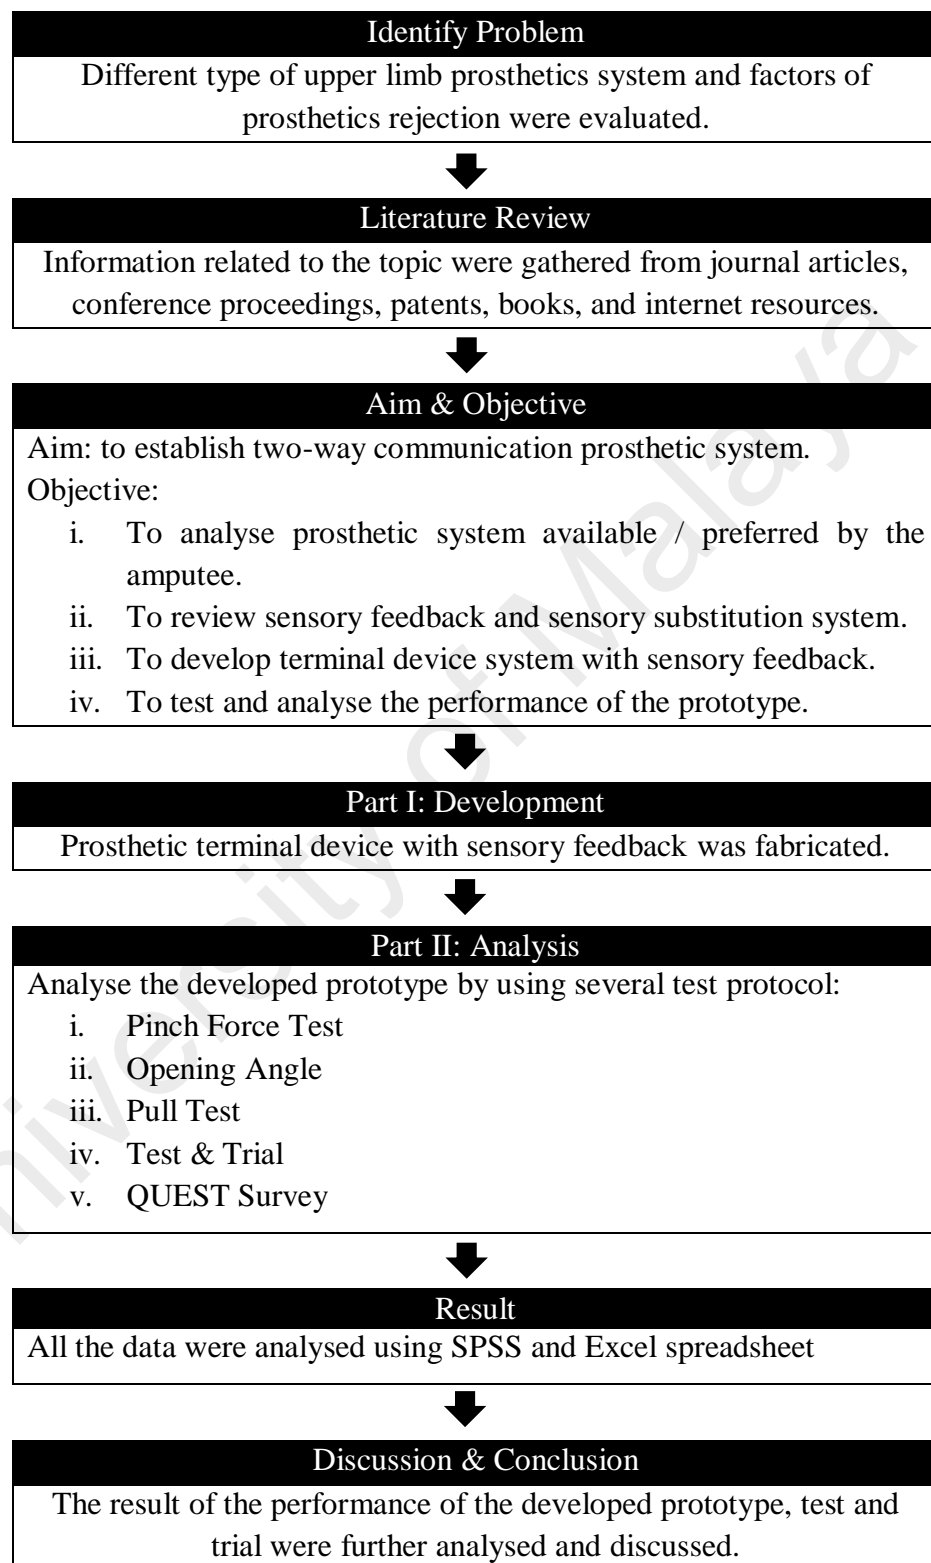 Identify Problem
Different type of upper limb prosthetics system and factors of
prosthetics rejection were evaluated.
Literature Review
Information related to the topic were gathered from journal articles,
conference proceedings, patents, books, and internet resources.
Aim & Objective
Aim: to establish two-way communication prosthetic system.
Objective:
i. To analyse prosthetic system available / preferred by the
amputee.
ii. To review sensory feedback and sensory substitution system.
iii. To develop terminal device system with sensory feedback.
iv. To test and analyse the performance of the prototype.
Part I: Development
Prosthetic terminal device with sensory feedback was fabricated.
Part II: Analysis
Analyse the developed prototype by using several test protocol:
i. Pinch Force Test
ii. Opening Angle
iii. Pull Test
iv. Test & Trial
v. QUEST Survey
Result
All the data were analysed using SPSS and Excel spreadsheet
Discussion & Conclusion
The result of the performance of the developed prototype, test and
trial were further analysed and discussed.
University of Malaya